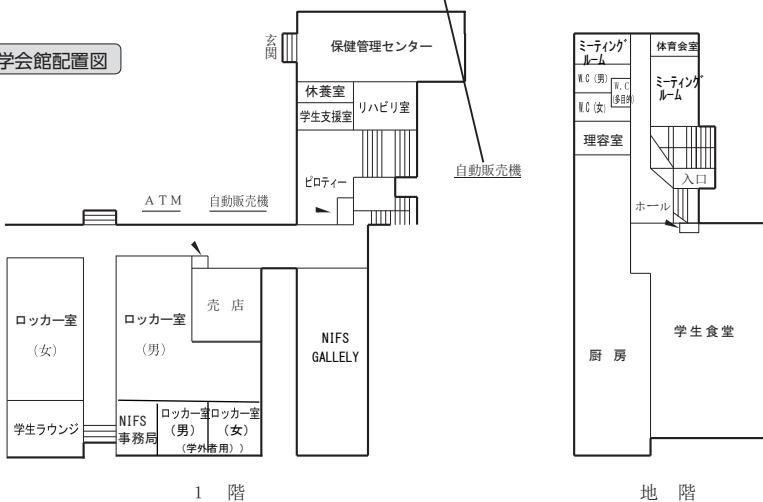 学会館配置図
玄関
保健管理センター
休養室
学生支援室
リハビリ室
ピロティー
自動販売機
ATM
自動販売機
ロッカー室
(女)
ロッカー室
(男)
売店
NIFS
GALLELY
学生ラウンジ
NIFS
事務局
ロッカー室
(男)
ロッカー室
(女)
(学外者用))
1 階
ミーティング
ルーム
体育会室
W.C (男)
W.C
(多目的)
ミーティング
ルーム
W.C (女)
理容室
入口
ホール
学生食堂
厨房
地 階